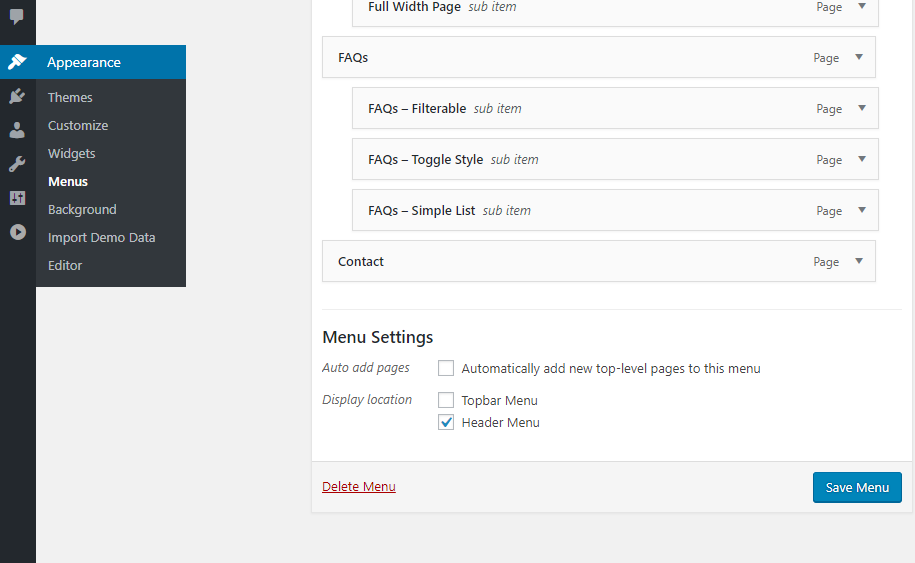 Appearance
Themes
Customize
Widgets
Menus
Background
Import Demo Data
Editor
Full Width Page sub item Page
FAQs Page
FAQs – Filterable sub item Page
FAQs – Toggle Style sub item Page
FAQs – Simple List sub item Page
Contact Page
Menu Settings
Auto add pages Automatically add new top-level pages to this menu
Display location Topbar Menu
Header Menu
Delete Menu Save Menu